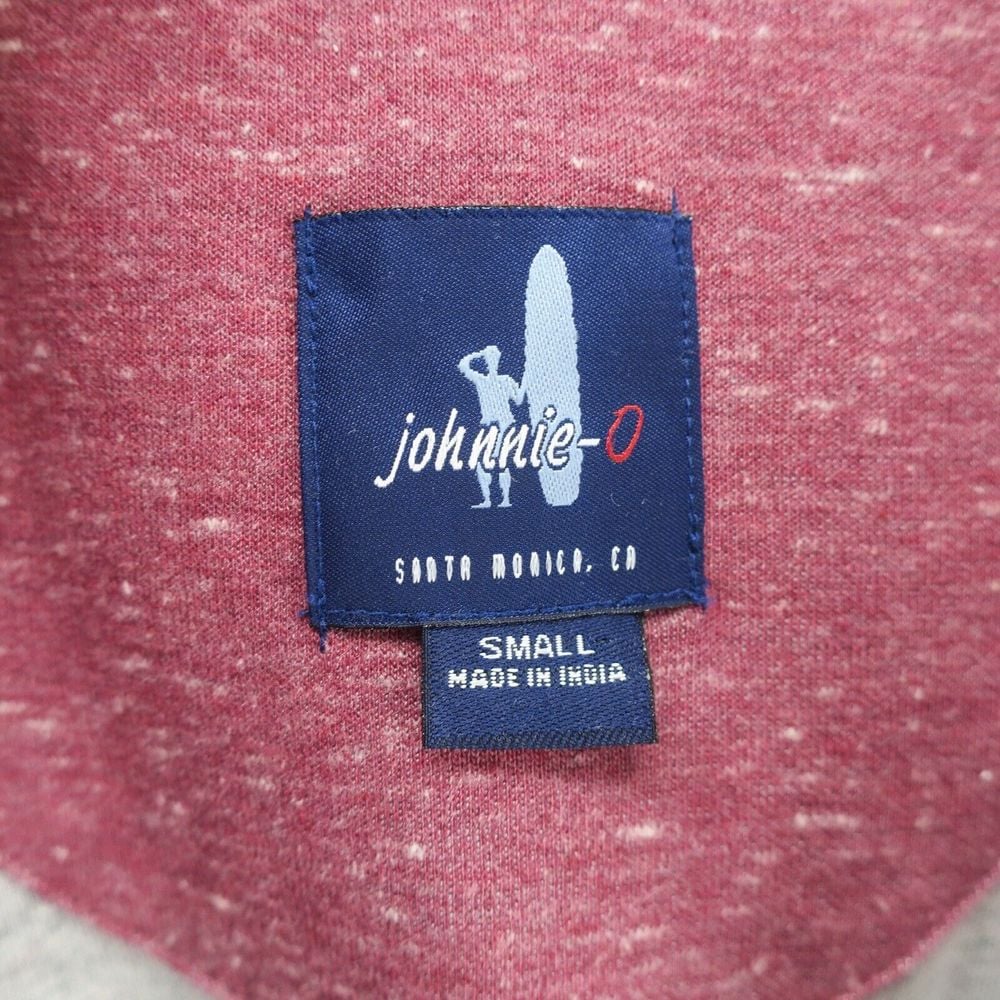 johnnie-O
SANTA MONICA, CA
SMALL
MADE IN INDIA